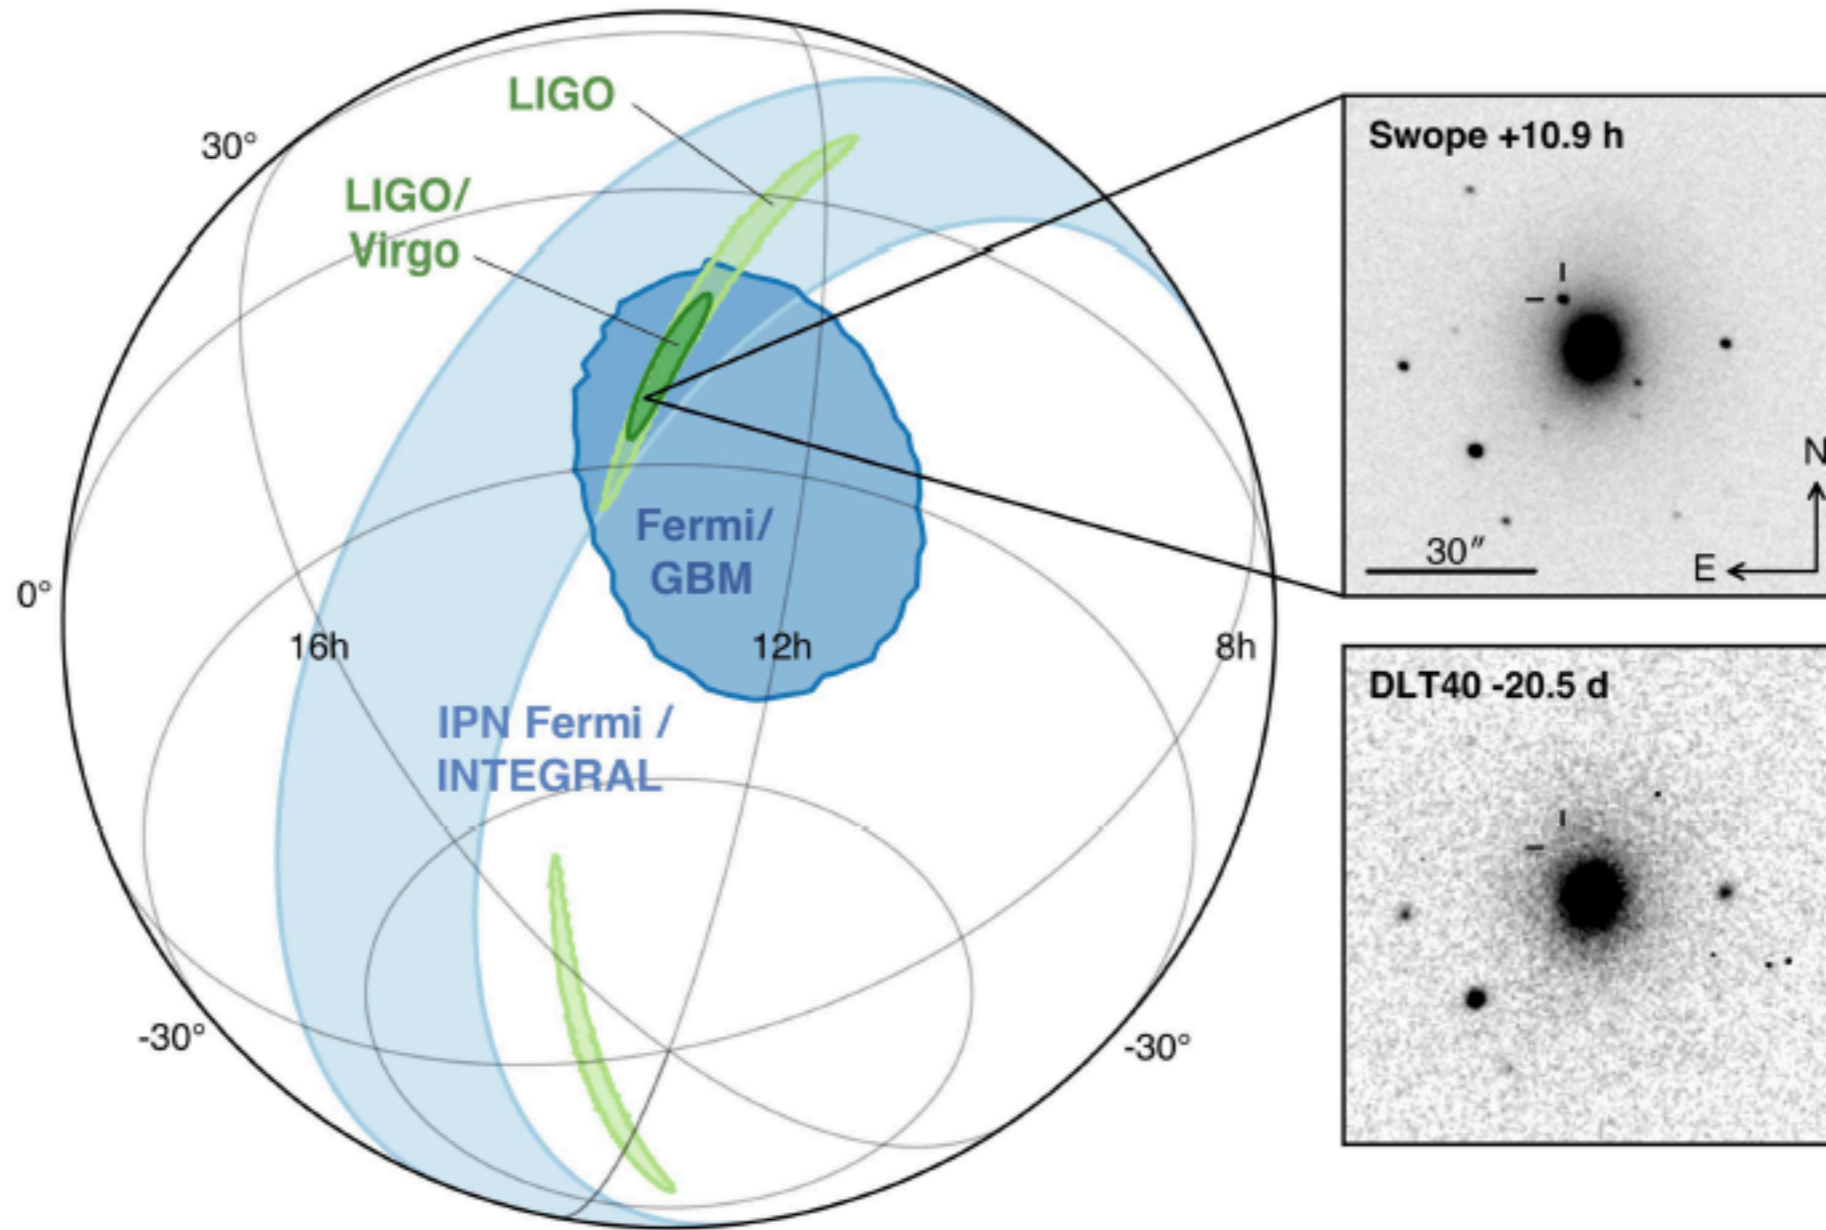 LIGO
30°
LIGO/
Virgo
Fermi/
GBM
0°
16h
12h
8h
IPN Fermi /
INTEGRAL
-30°
-30°
Swope +10.9 h
N
30″
E
DLT40 -20.5 d